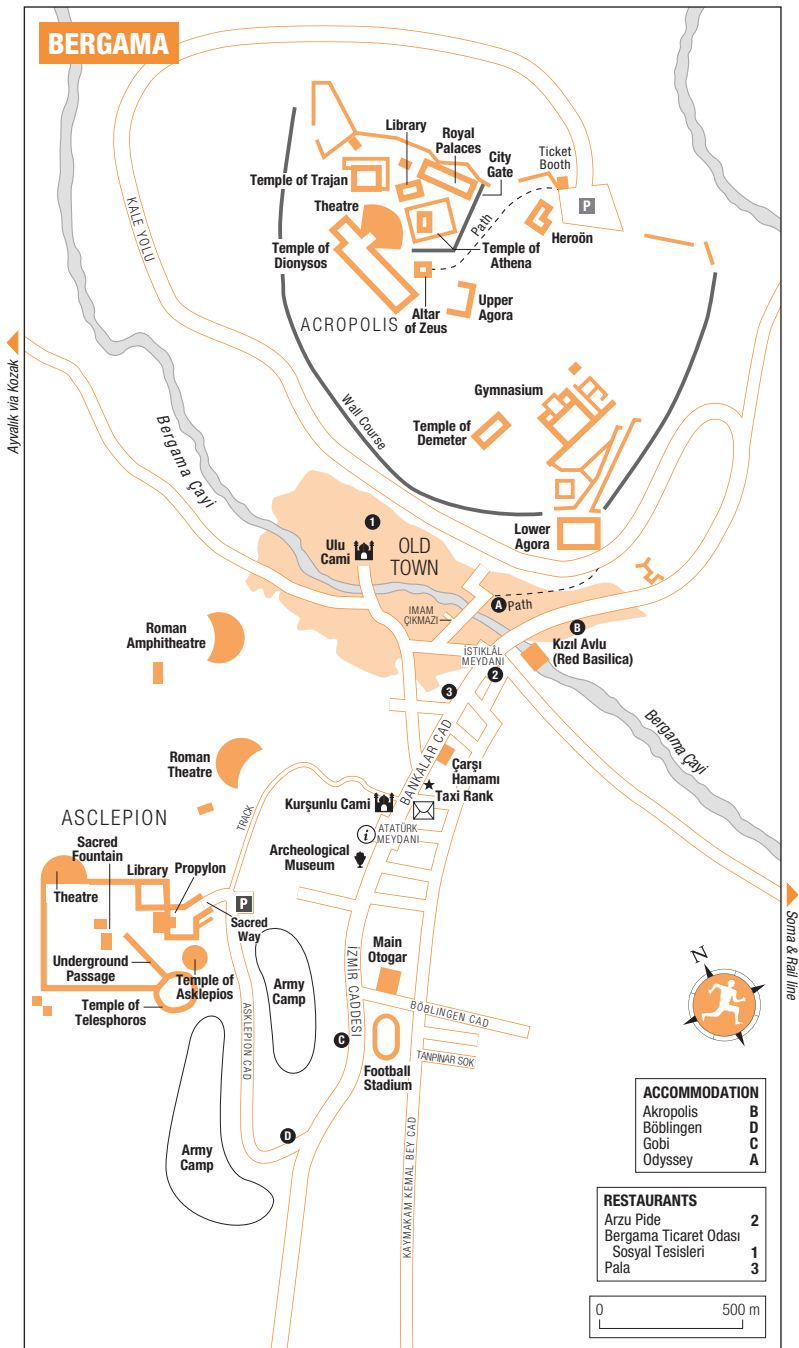 BERGAMA
Library
Royal
Palaces
City
Gate
Ticket
Booth
P
Temple of Trajan
Theatre
Temple of
Dionysos
Path
Heroön
Temple of
Athena
KALE YOLU
ACROPOLIS
Altar
of Zeus
Upper
Agora
Ayvalık via Kozak
Wall Course
Gymnasium
Temple of
Demeter
Bergama Çayi
Lower
Agora
1
Ulu
Cami
OLD
TOWN
A
Path
IMAM
ÇIKMAZI
B
Kızıl Avlu
(Red Basilica)
Roman
Amphitheatre
İSTİKLÂL
MEYDANI
2
3
Bergama Çayi
Roman
Theatre
BANKALAR CAD
Çarşı
Hamamı
Taxi Rank
Kurşunlu Cami
TRACK
ASCLEPION
i
ATATÜRK
MEYDANI
Archeological
Museum
Sacred
Fountain
Library
Propylon
Theatre
P
Sacred
Way
Underground
Passage
Temple of
Asklepios
Temple of
Telesphoros
Army
Camp
İZMİR CADDESİ
Main
Otogar
Soma & Rail line
N
ASKLEPION CAD
BÖBLINGEN CAD
C
Football
Stadium
TANPINAR SOK
D
Army
Camp
KAYMAKAM KEMAL BEY CAD
ACCOMMODATION
Akropolis B
Böblingen D
Gobi C
Odyssey A
RESTAURANTS
Arzu Pide 2
Bergama Ticaret Odası
Sosyal Tesisleri 1
Pala 3
0 500 m